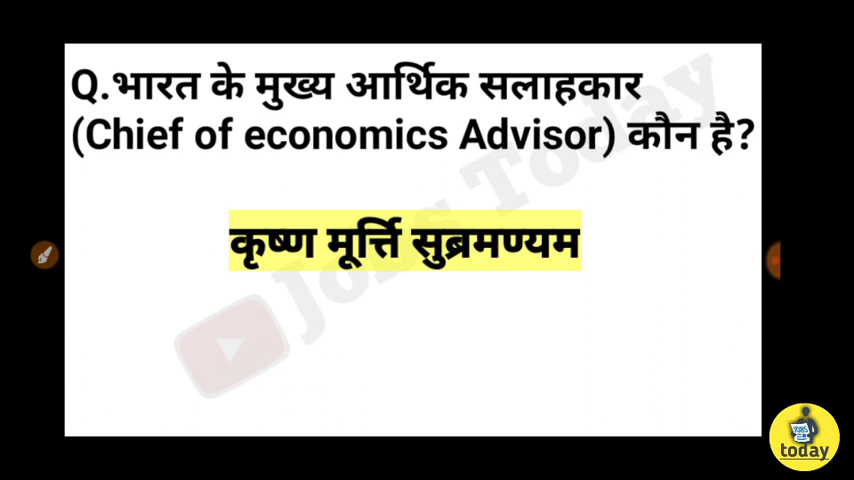 Q.भारत के मुख्य आर्थिक सलाहकार
(Chief of economics Advisor) कौन है?
कृष्ण मूर्त्ति सुब्रमण्यम
Jobs Today
JOBS
today